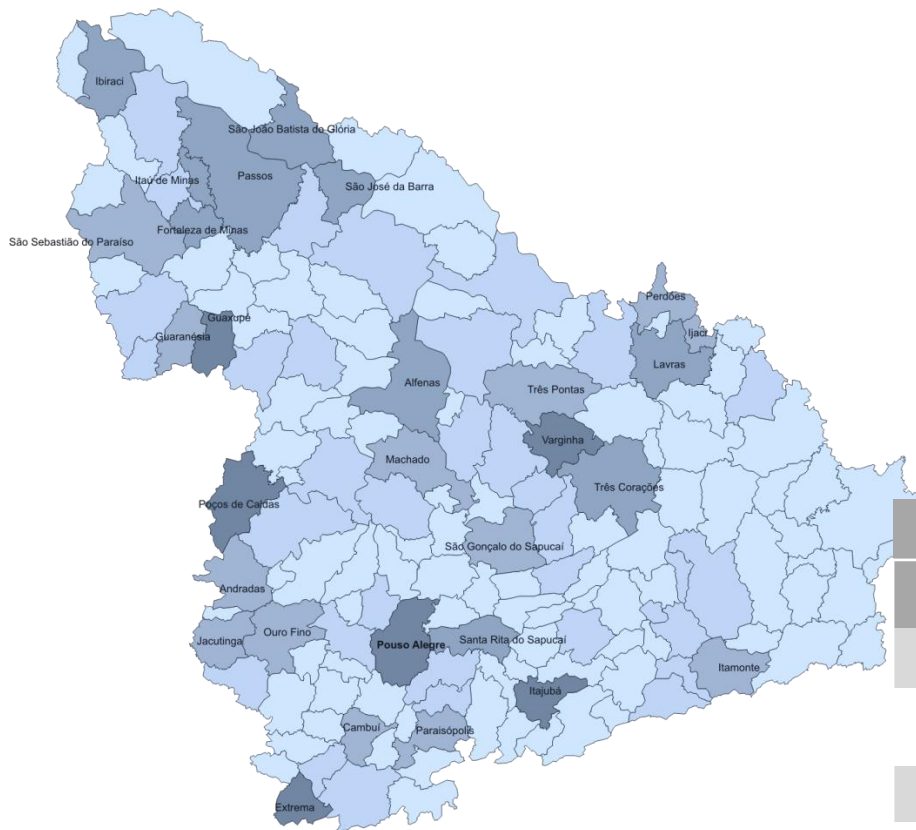 Ibiraci
São João Batista do Glória
Itaú de Minas
Passos
São José da Barra
Fortaleza de Minas
São Sebastião do Paraíso
Perdões
Guaxupé
Guaranésia
Ijaci
Lavras
Alfenas
Três Pontas
Varginha
Machado
Três Corações
Poços de Caldas
São Gonçalo do Sapucaí
Andradas
Ouro Fino
Jacutinga
Pouso Alegre
Santa Rita do Sapucaí
Itamonte
Itajubá
Cambuí
Paraisópolis
Extrema